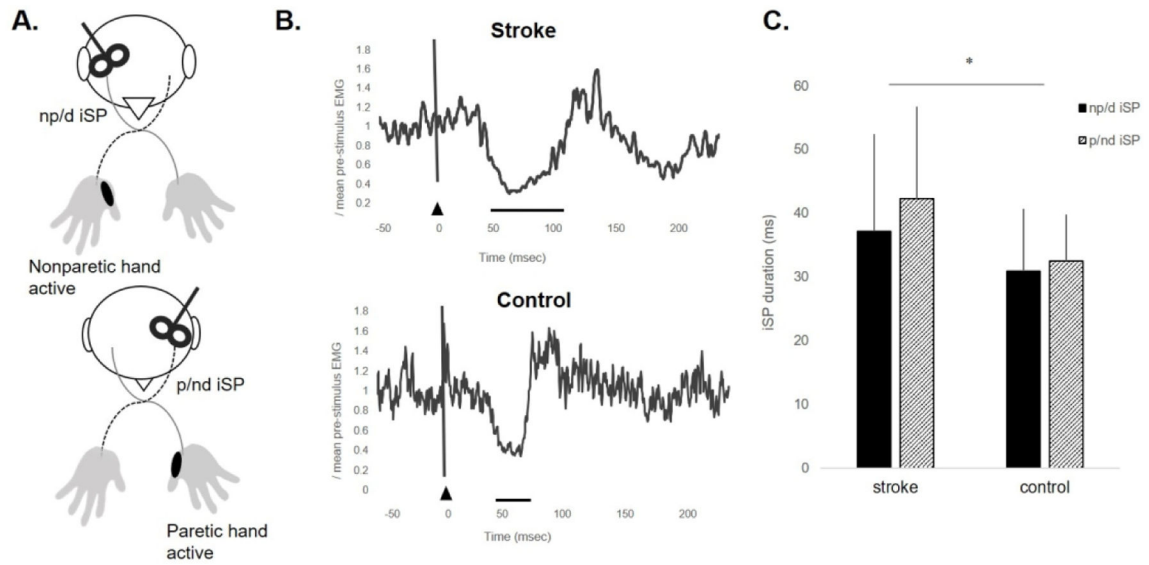 A.
np/d iSP
Nonparetic hand
active
p/nd iSP
Paretic hand
active
B.
Stroke
/ mean pre-stimulus EMG
1.8
1.6
1.4
1.2
1
0.8
0.6
0.4
0.2
-50 0 50 100 150 200
Time (msec)
Control
/ mean pre-stimulus EMG
1.8
1.6
1.4
1.2
1
0.8
0.6
0.4
0.2
0
-50 0 50 100 150 200
Time (msec)
C.
*
np/d iSP
p/nd iSP
iSP duration (ms)
60
50
40
30
20
10
0
stroke control